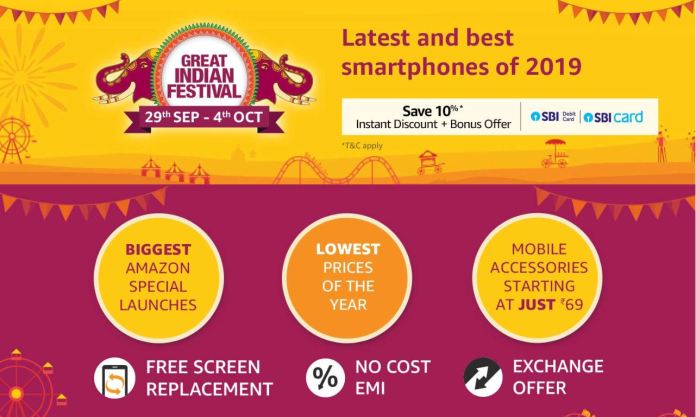 GREAT
INDIAN
FESTIVAL
29th SEP - 4th OCT
Latest and best
smartphones of 2019
Save 10%*
Instant Discount + Bonus Offer
SBI Debit Card
SBI card
*T&C apply
BIGGEST
AMAZON
SPECIAL
LAUNCHES
LOWEST
PRICES
OF THE
YEAR
MOBILE
ACCESSORIES
STARTING
AT JUST ₹69
FREE SCREEN
REPLACEMENT
%
NO COST
EMI
EXCHANGE
OFFER